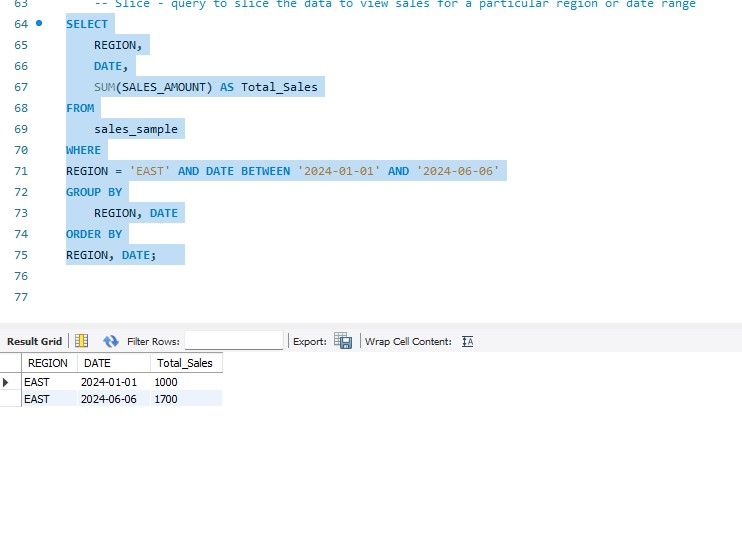 63 -- Slice - query to slice the data to view sales for a particular region or date range
64 SELECT
65 REGION,
66 DATE,
67 SUM(SALES_AMOUNT) AS Total_Sales
68 FROM
69 sales_sample
70 WHERE
71 REGION = 'EAST' AND DATE BETWEEN '2024-01-01' AND '2024-06-06'
72 GROUP BY
73 REGION, DATE
74 ORDER BY
75 REGION, DATE;
76
77
Result Grid Filter Rows: Export: Wrap Cell Content:
REGION DATE Total_Sales
EAST 2024-01-01 1000
EAST 2024-06-06 1700